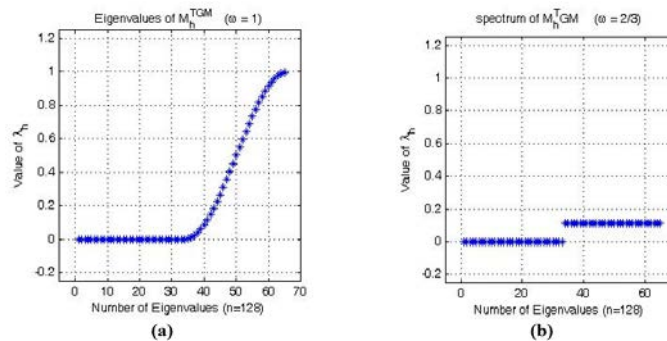 Eigenvalues of M_h^TGM (ω = 1)
1.2
1
0.8
0.6
0.4
0.2
0
-0.2
Value of λ_h
0 10 20 30 40 50 60 70
Number of Eigenvalues (n=128)
(a)
spectrum of M_h^TGM (ω = 2/3)
1.2
1
0.8
0.6
0.4
0.2
0
-0.2
Value of λ_h
0 20 40 60
Number of Eigenvalues (n=128)
(b)